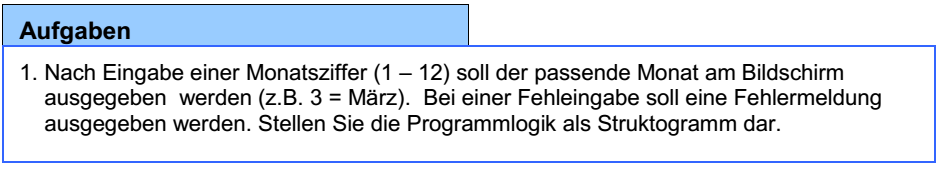 Aufgaben
1. Nach Eingabe einer Monatsziffer (1 – 12) soll der passende Monat am Bildschirm
ausgegeben werden (z.B. 3 = März). Bei einer Fehleingabe soll eine Fehlermeldung
ausgegeben werden. Stellen Sie die Programmlogik als Struktogramm dar.